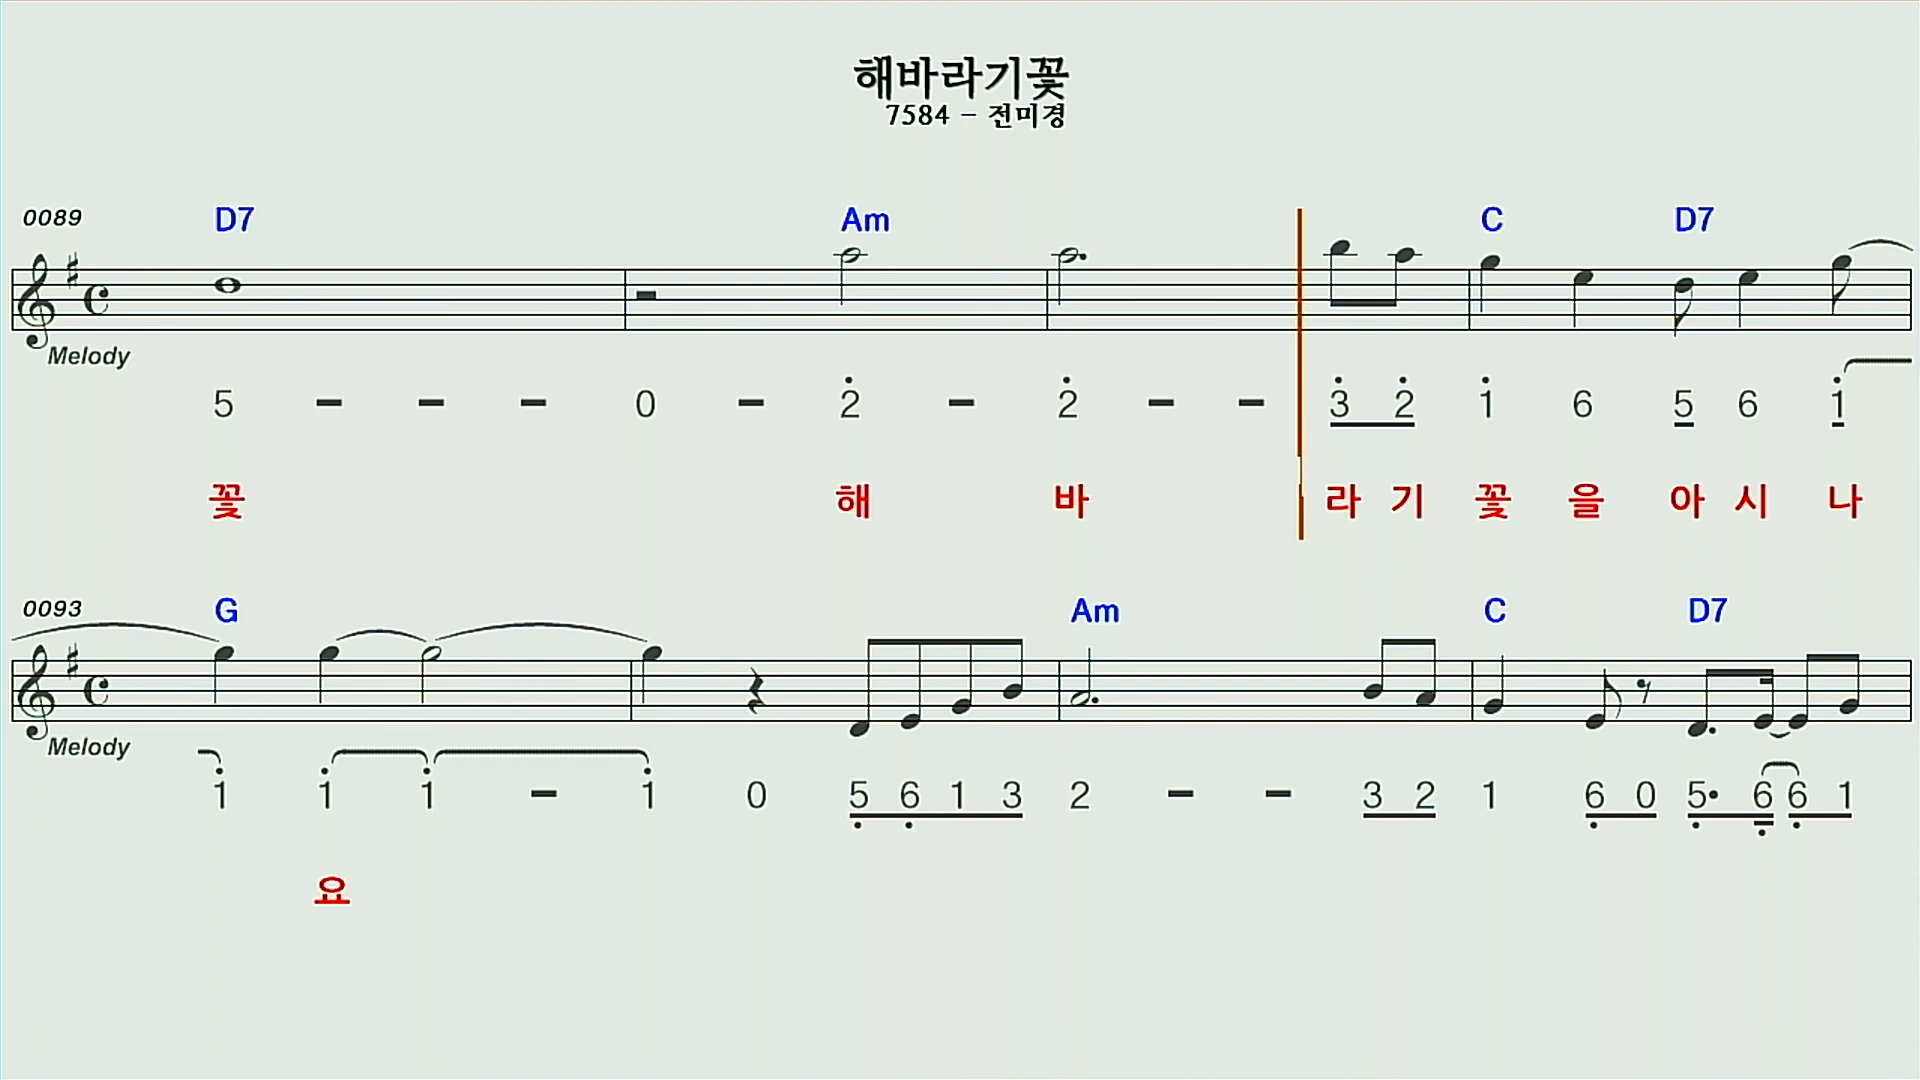 해바라기꽃
7584 - 전미경
0089 D7 Am C D7
Melody
5 - - - 0 - 2̇ - 2̇ - - 3̇ 2̇ 1̇ 6 5 6 1̇
꽃 해 바 라 기 꽃 을 아 시 나
0093 G Am C D7
Melody
1̇ 1̇ 1̇ - 1̇ 0 5̣ 6̣ 1 3 2 - - 3 2 1 6̣ 0 5̣· 6̣ 6̣ 1
요